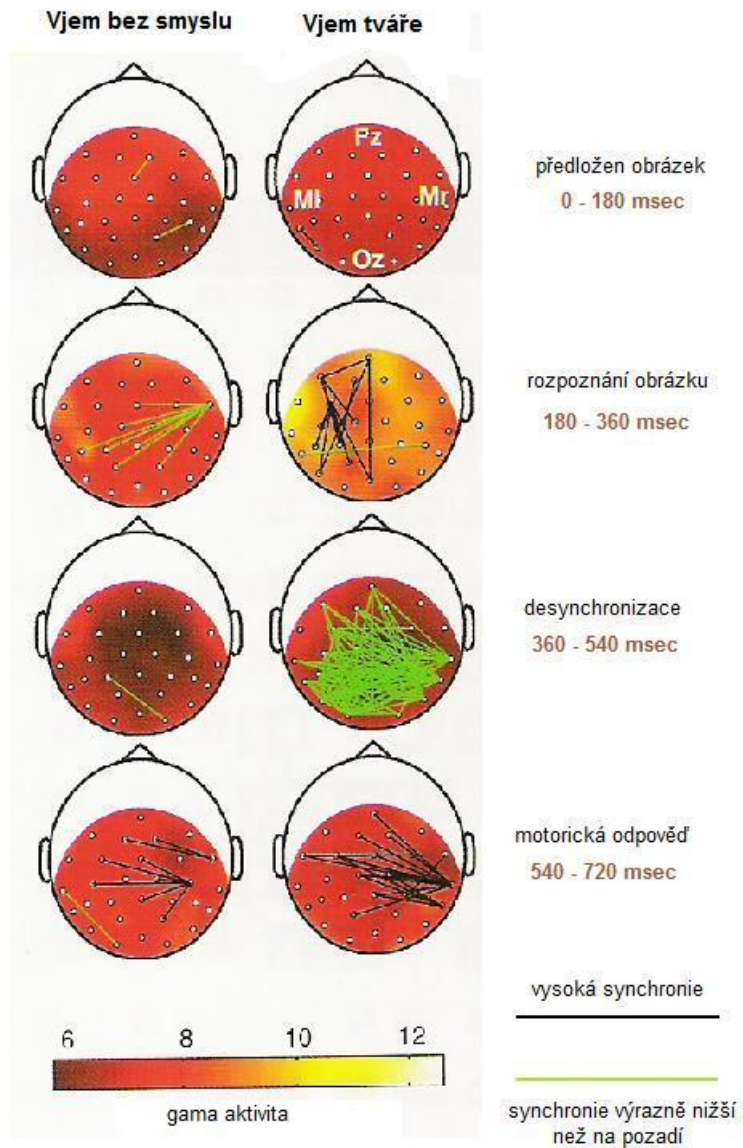 Vjem bez smyslu
Vjem tváře
Fz
Ml
Mr
Oz
předložen obrázek
0 - 180 msec
rozpoznání obrázku
180 - 360 msec
desynchronizace
360 - 540 msec
motorická odpověď
540 - 720 msec
vysoká synchronie
6 8 10 12
gama aktivita
synchronie výrazně nižší
než na pozadí